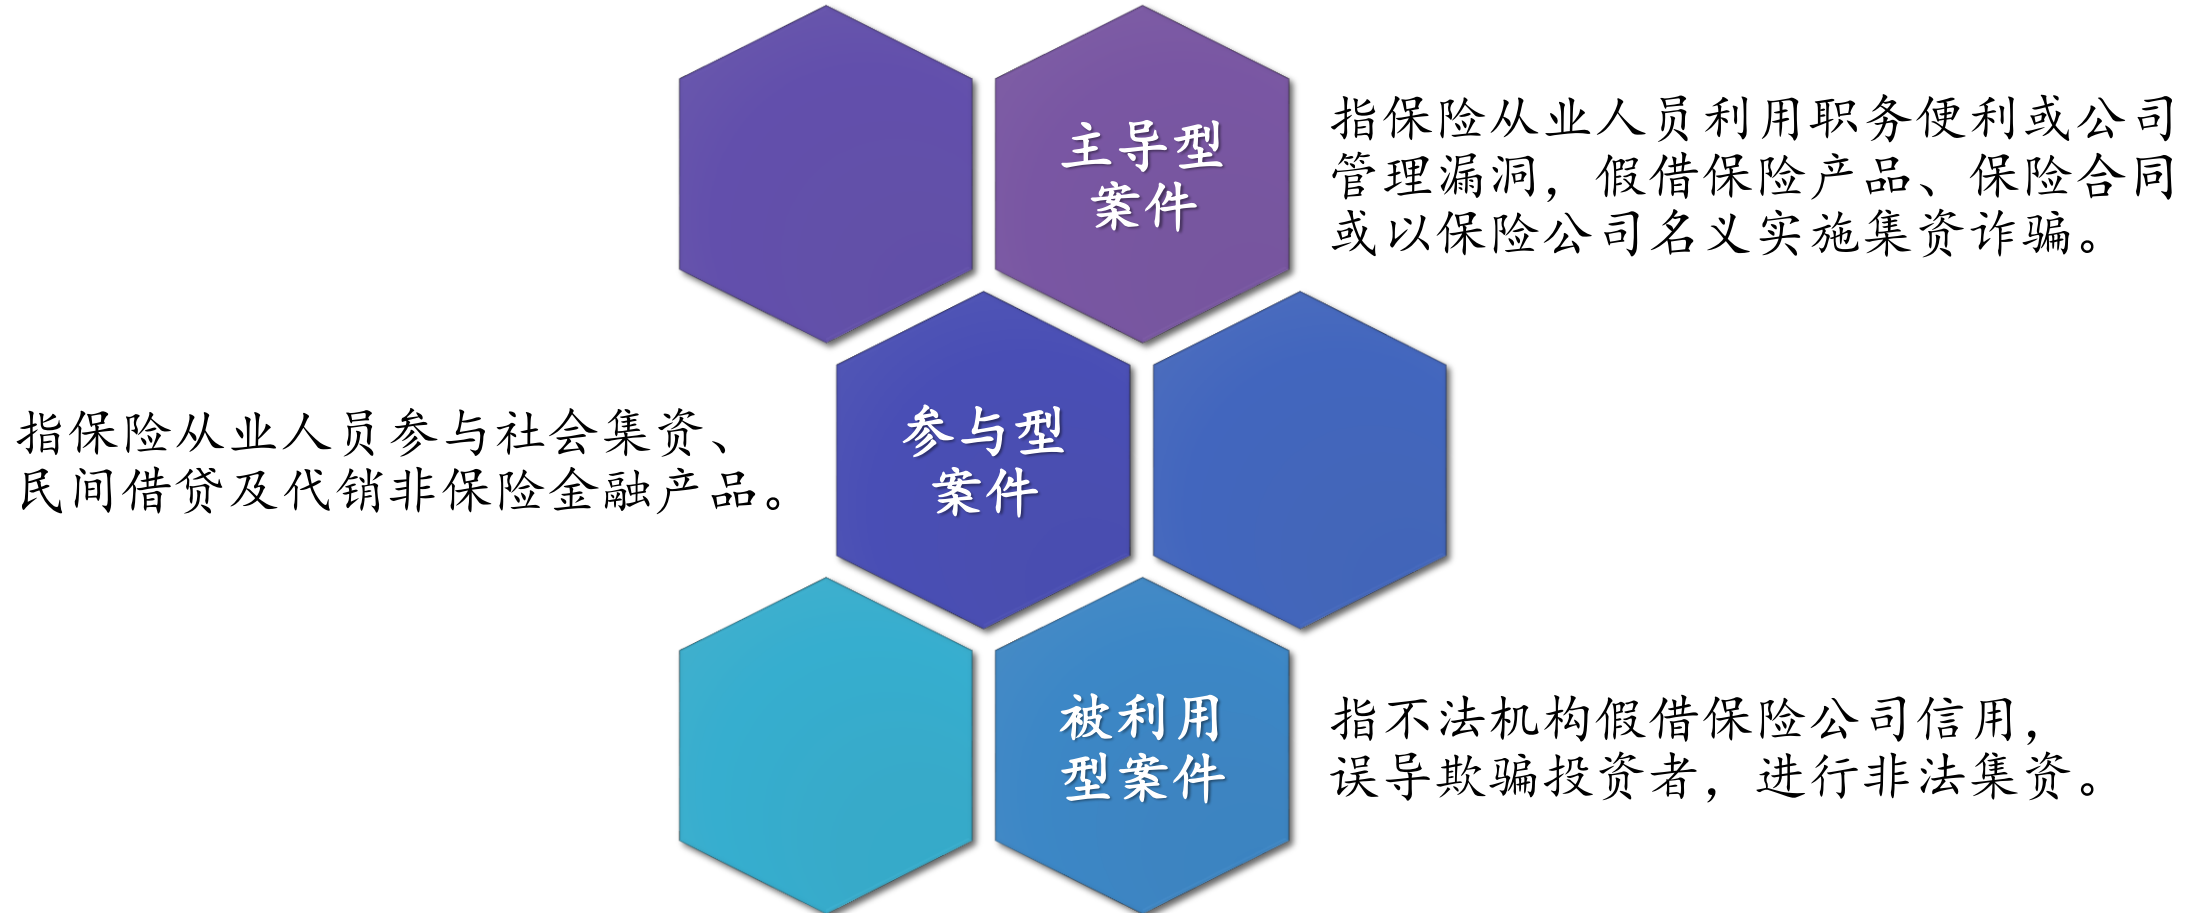 主导型
案件
指保险从业人员利用职务便利或公司
管理漏洞，假借保险产品、保险合同
或以保险公司名义实施集资诈骗。
指保险从业人员参与社会集资、
民间借贷及代销非保险金融产品。
参与型
案件
被利用
型案件
指不法机构假借保险公司信用，
误导欺骗投资者，进行非法集资。